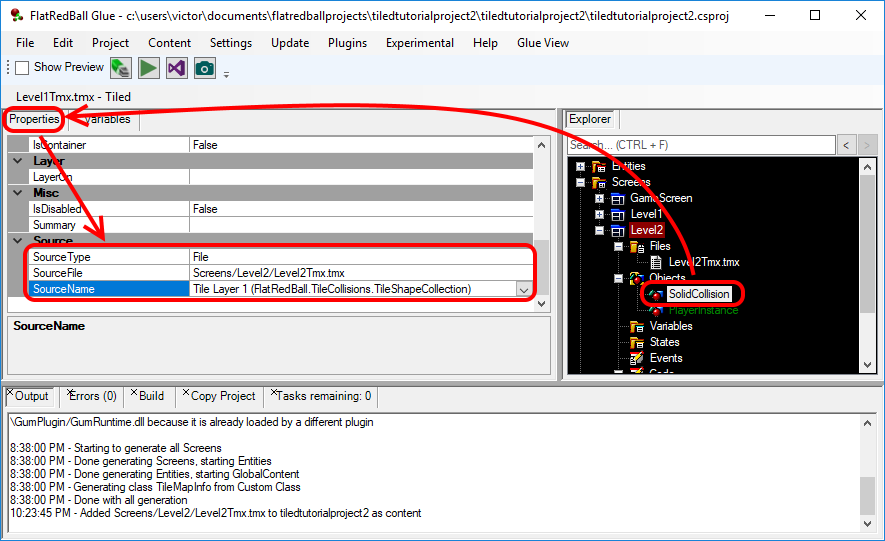 FlatRedBall Glue - c:\users\victor\documents\flatredballprojects\tiledtutorialproject2\tiledtutorialproject2\tiledtutorialproject2.csproj
File Edit Project Content Settings Update Plugins Experimental Help Glue View
Show Preview
Level1Tmx.tmx - Tiled
Properties Variables
IsContainer False
Layer
LayerOn
Misc
IsDisabled False
Summary
Source
SourceType File
SourceFile Screens/Level2/Level2Tmx.tmx
SourceName Tile Layer 1 (FlatRedBall.TileCollisions.TileShapeCollection)
SourceName
Explorer
Search... (CTRL + F) < >
Entities
Screens
GameScreen
Level1
Level2
Files
Level2Tmx.tmx
Objects
SolidCollision
PlayerInstance
Variables
States
Events
Code
Output Errors (0) Build Copy Project Tasks remaining: 0
\GumPlugin/GumRuntime.dll because it is already loaded by a different plugin
8:38:00 PM - Starting to generate all Screens
8:38:00 PM - Done generating Screens, starting Entities
8:38:00 PM - Done generating Entities, starting GlobalContent
8:38:00 PM - Generating class TileMapInfo from Custom Class
8:38:00 PM - Done with all generation
10:23:45 PM - Added Screens/Level2/Level2Tmx.tmx to tiledtutorialproject2 as content